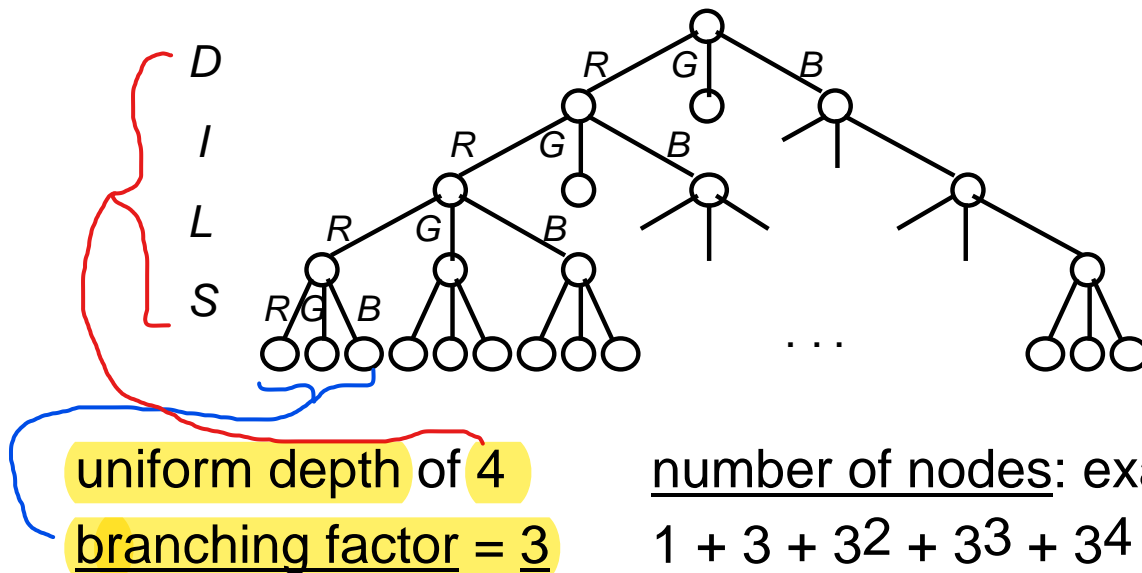 D
R G B
I
R G B
L
R G B
S
R G B
. . .
uniform depth of 4
number of nodes: exa
branching factor = 3
1 + 3 + 3² + 3³ + 3⁴